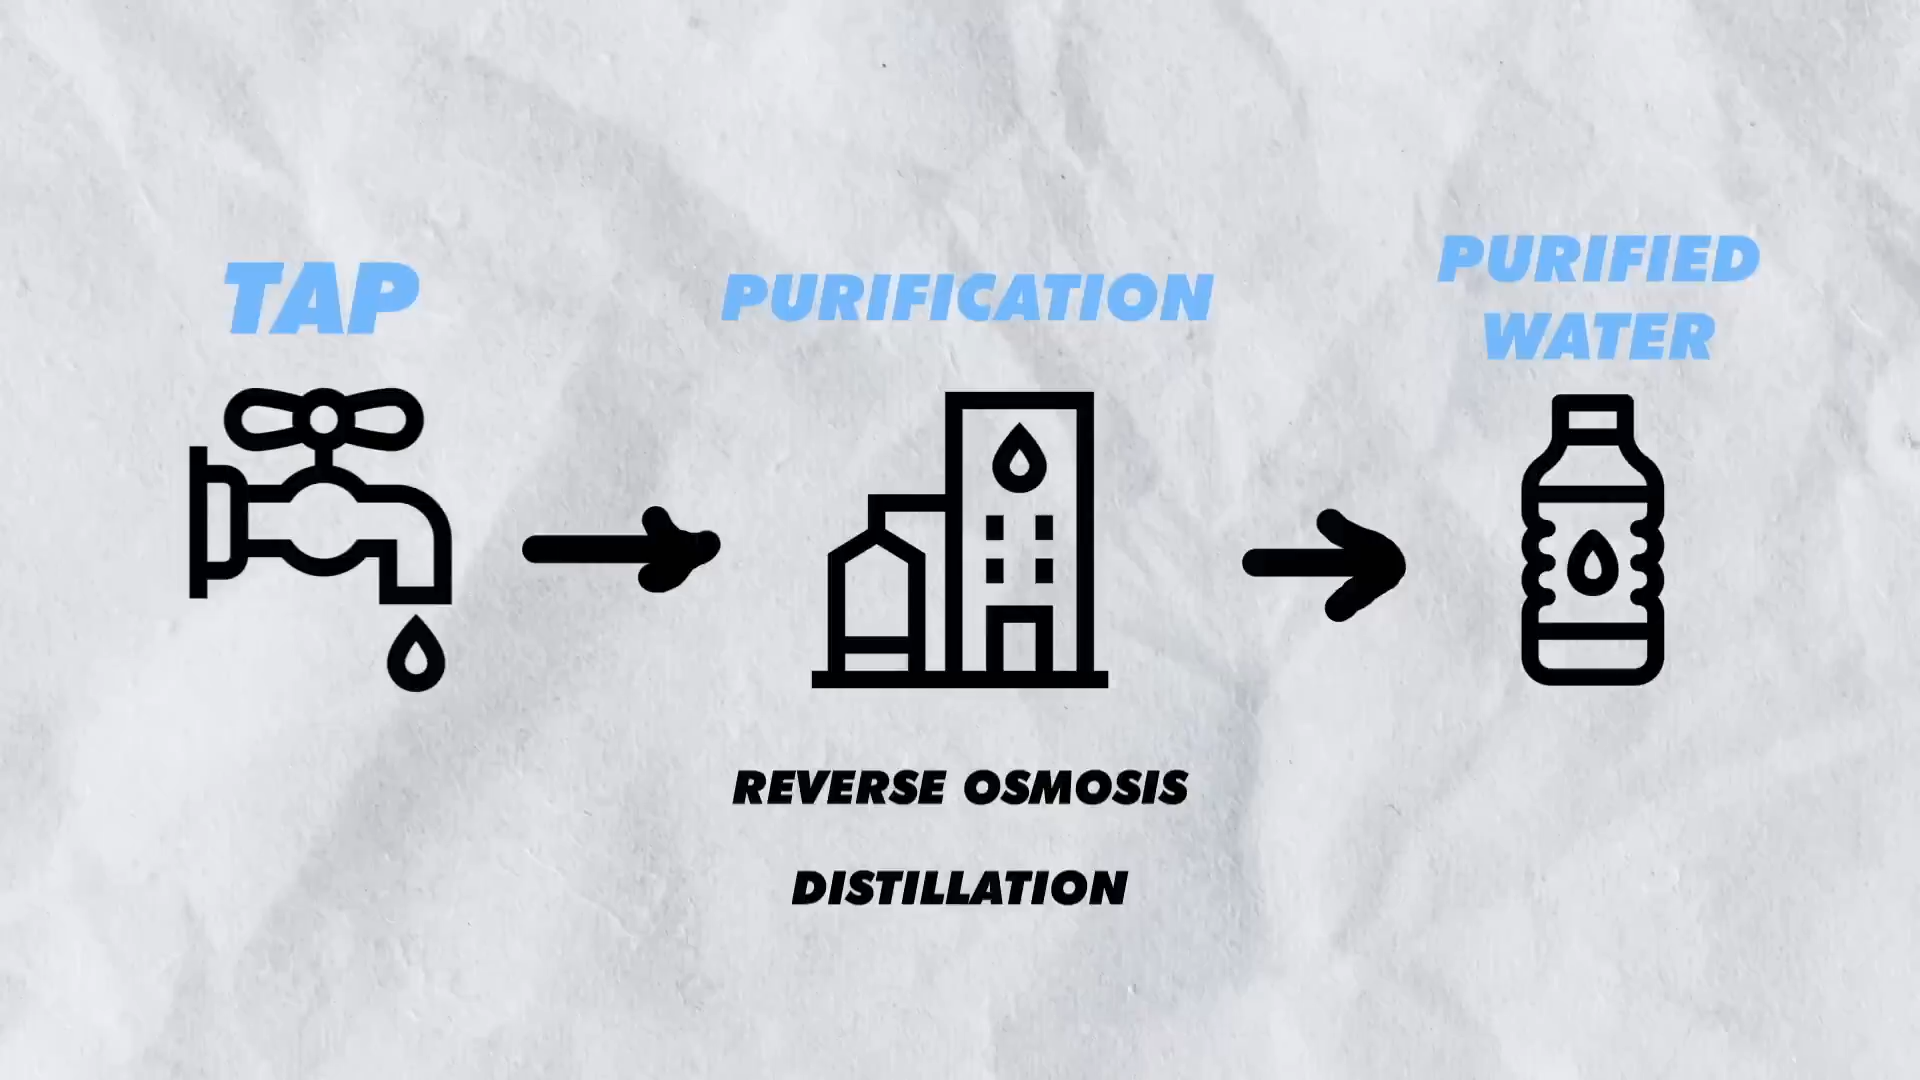 TAP
PURIFICATION
PURIFIED
WATER
REVERSE OSMOSIS
DISTILLATION